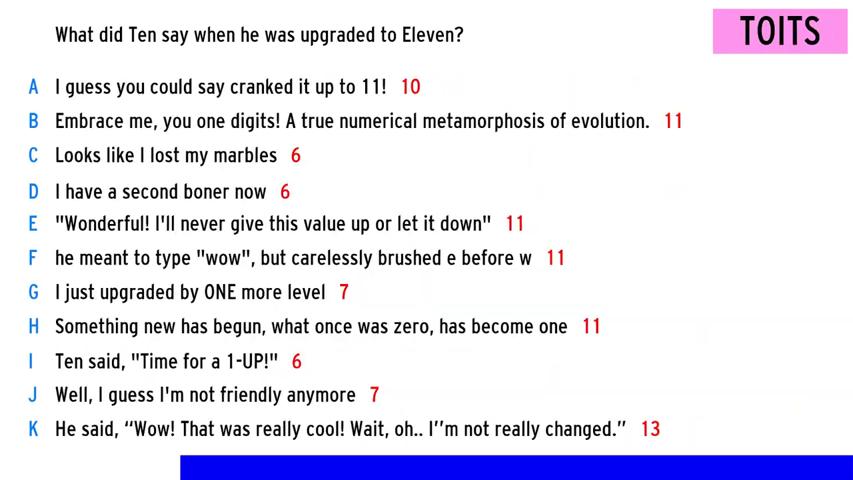 What did Ten say when he was upgraded to Eleven?
TOITS
A I guess you could say cranked it up to 11! 10
B Embrace me, you one digits! A true numerical metamorphosis of evolution. 11
C Looks like I lost my marbles 6
D I have a second boner now 6
E "Wonderful! I'll never give this value up or let it down" 11
F he meant to type "wow", but carelessly brushed e before w 11
G I just upgraded by ONE more level 7
H Something new has begun, what once was zero, has become one 11
I Ten said, "Time for a 1-UP!" 6
J Well, I guess I'm not friendly anymore 7
K He said, “Wow! That was really cool! Wait, oh.. I’’m not really changed.” 13